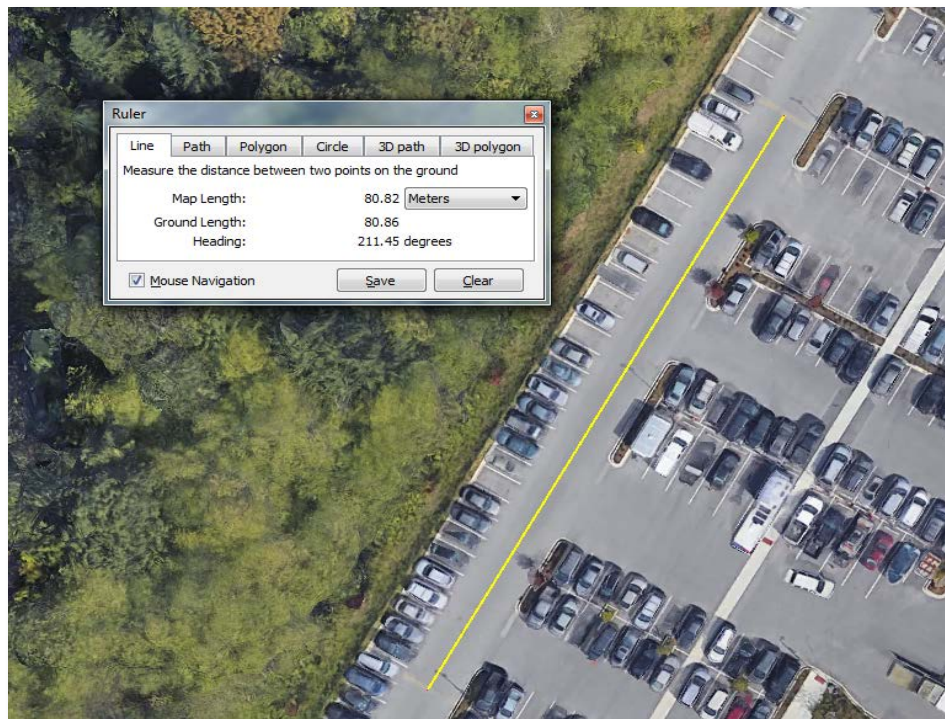 Ruler
Line Path Polygon Circle 3D path 3D polygon
Measure the distance between two points on the ground
Map Length: 80.82 Meters
Ground Length: 80.86
Heading: 211.45 degrees
Mouse Navigation Save Clear